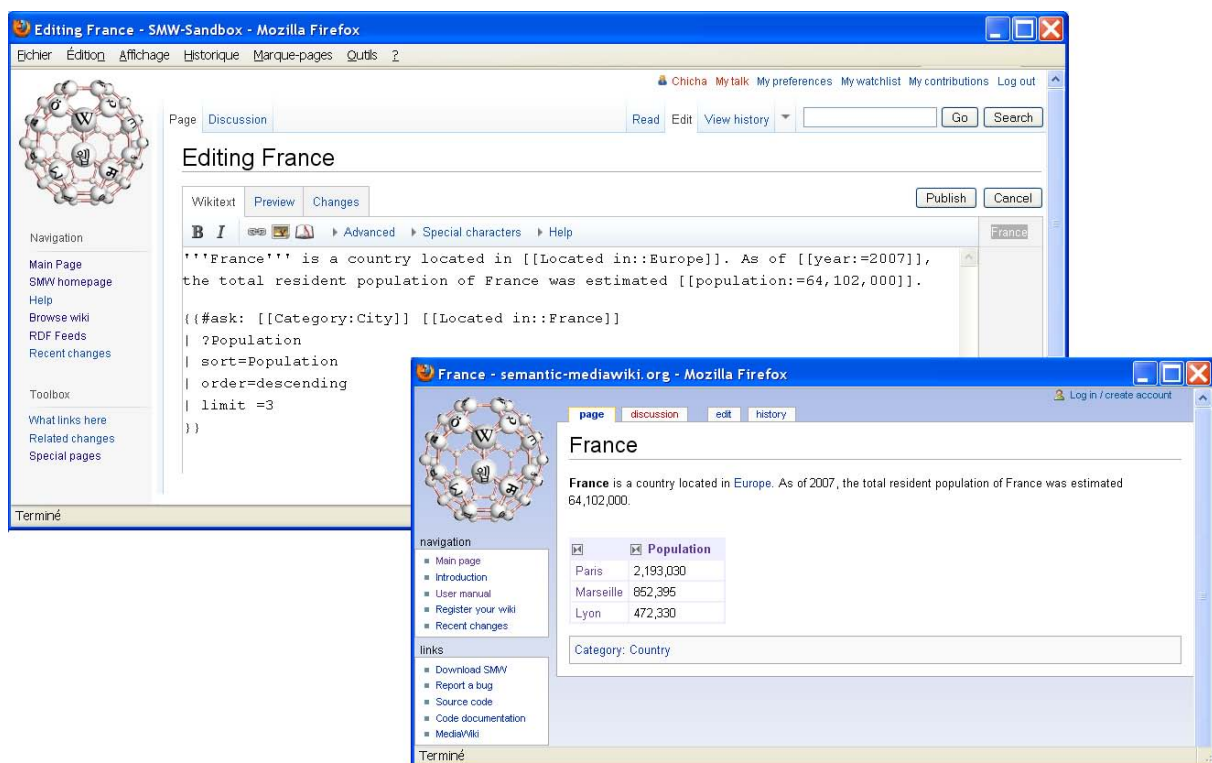 Editing France - SMW-Sandbox - Mozilla Firefox
Fichier Édition Affichage Historique Marque-pages Outils ?
Chicha My talk My preferences My watchlist My contributions Log out
Page Discussion Read Edit View history Go Search
Editing France
Wikitext Preview Changes Publish Cancel
B I Advanced Special characters Help France
Navigation
Main Page
SMW homepage
Help
Browse wiki
RDF Feeds
Recent changes
Toolbox
What links here
Related changes
Special pages
'''France''' is a country located in [[Located in::Europe]]. As of [[year:=2007]],
the total resident population of France was estimated [[population:=64,102,000]].
{{#ask: [[Category:City]] [[Located in::France]]
| ?Population
| sort=Population
| order=descending
| limit =3
}}
Terminé
France - semantic-mediawiki.org - Mozilla Firefox
Log in / create account
page discussion edit history
France
France is a country located in Europe. As of 2007, the total resident population of France was estimated
64,102,000.
Population
Paris 2,193,030
Marseille 852,395
Lyon 472,330
Category: Country
navigation
Main page
Introduction
User manual
Register your wiki
Recent changes
links
Download SMW
Report a bug
Source code
Code documentation
MediaWiki
Terminé